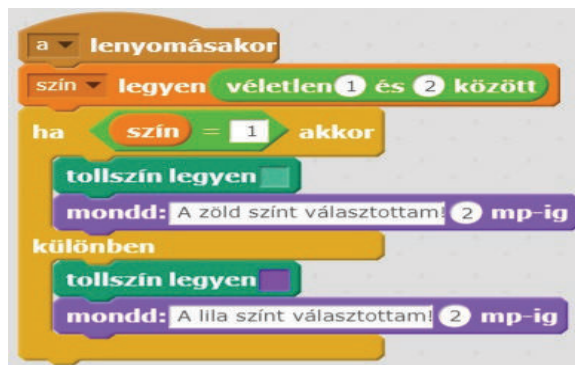 a lenyomásakor
szín legyen véletlen 1 és 2 között
ha szín = 1 akkor
tollszín legyen
mondd: A zöld színt választottam! 2 mp-ig
különben
tollszín legyen
mondd: A lila színt választottam! 2 mp-ig